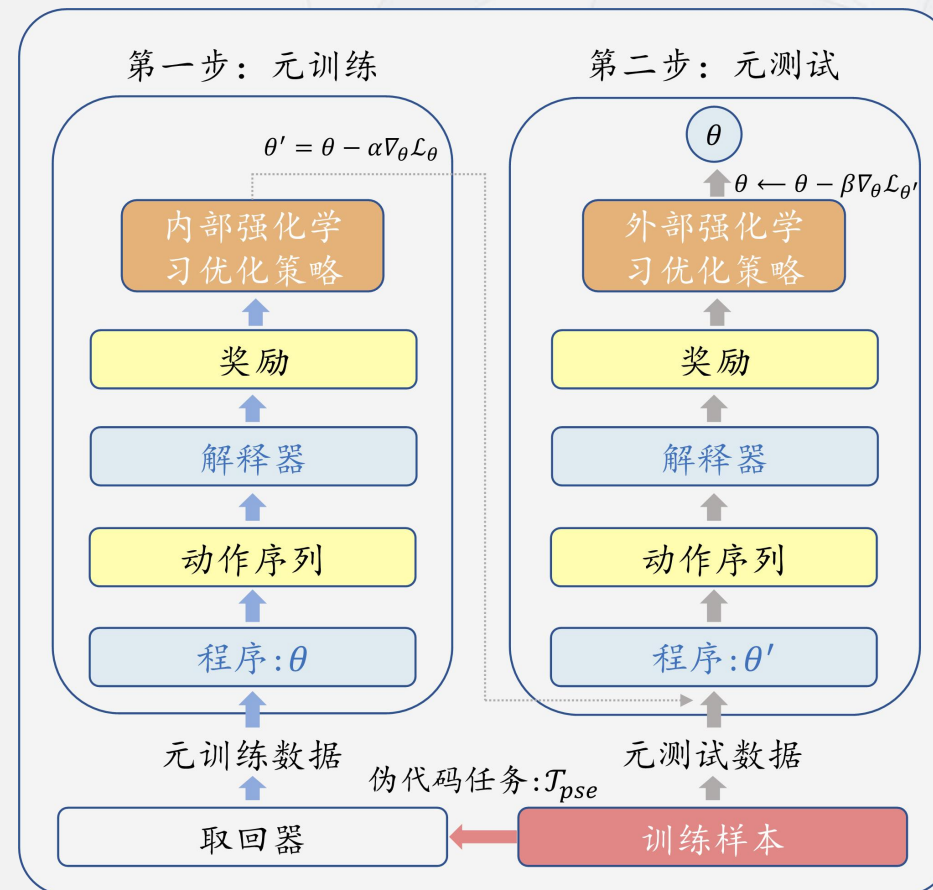 第一步：元训练
θ′ = θ − α∇_θℒ_θ
内部强化学
习优化策略
奖励
解释器
动作序列
程序:θ
元训练数据
取回器
第二步：元测试
θ
θ ← θ − β∇_θℒ_θ′
外部强化学
习优化策略
奖励
解释器
动作序列
程序:θ′
元测试数据
伪代码任务:𝒯_pse
训练样本